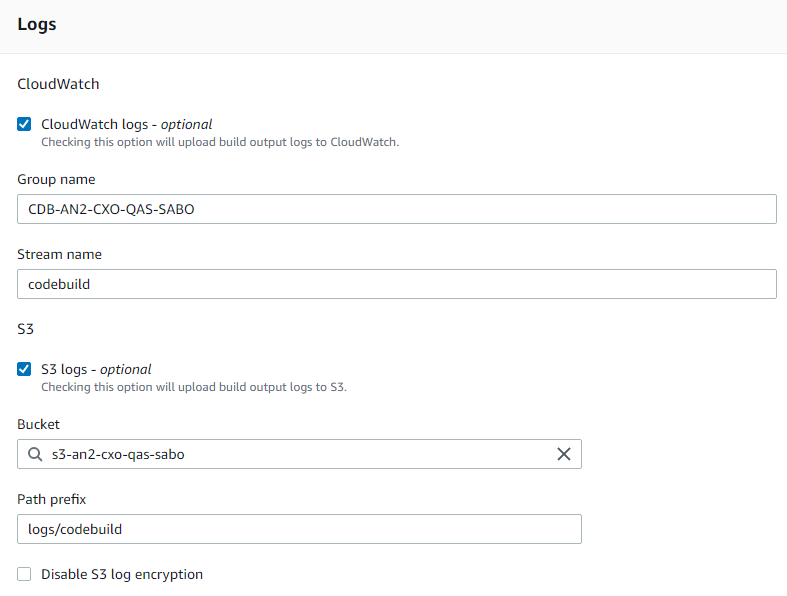 Logs
CloudWatch
CloudWatch logs - optional
Checking this option will upload build output logs to CloudWatch.
Group name
CDB-AN2-CXO-QAS-SABO
Stream name
codebuild
S3
S3 logs - optional
Checking this option will upload build output logs to S3.
Bucket
s3-an2-cxo-qas-sabo
Path prefix
logs/codebuild
Disable S3 log encryption